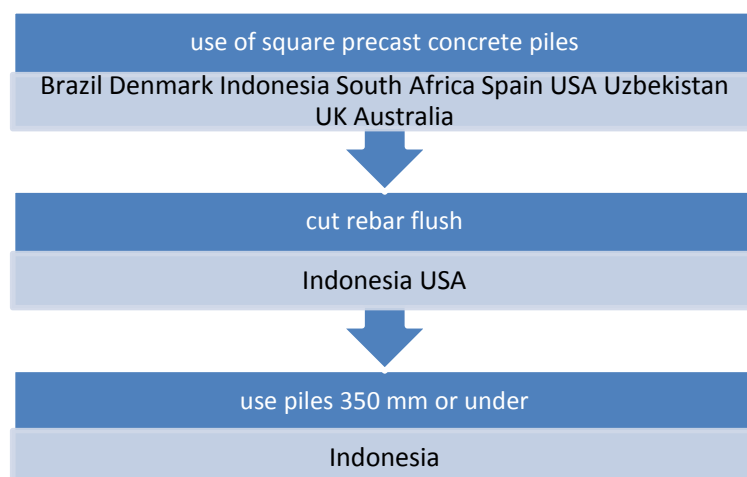 use of square precast concrete piles
Brazil Denmark Indonesia South Africa Spain USA Uzbekistan
UK Australia
cut rebar flush
Indonesia USA
use piles 350 mm or under
Indonesia